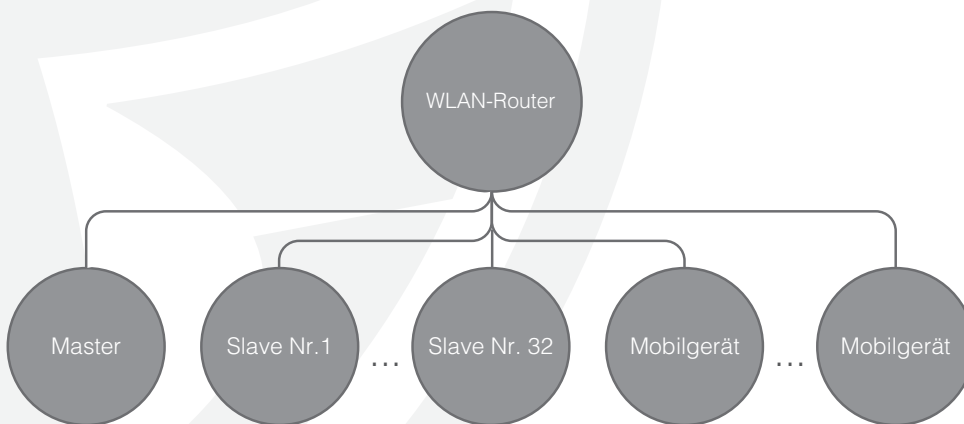 WLAN-Router
Master
Slave Nr.1
...
Slave Nr. 32
Mobilgerät
...
Mobilgerät